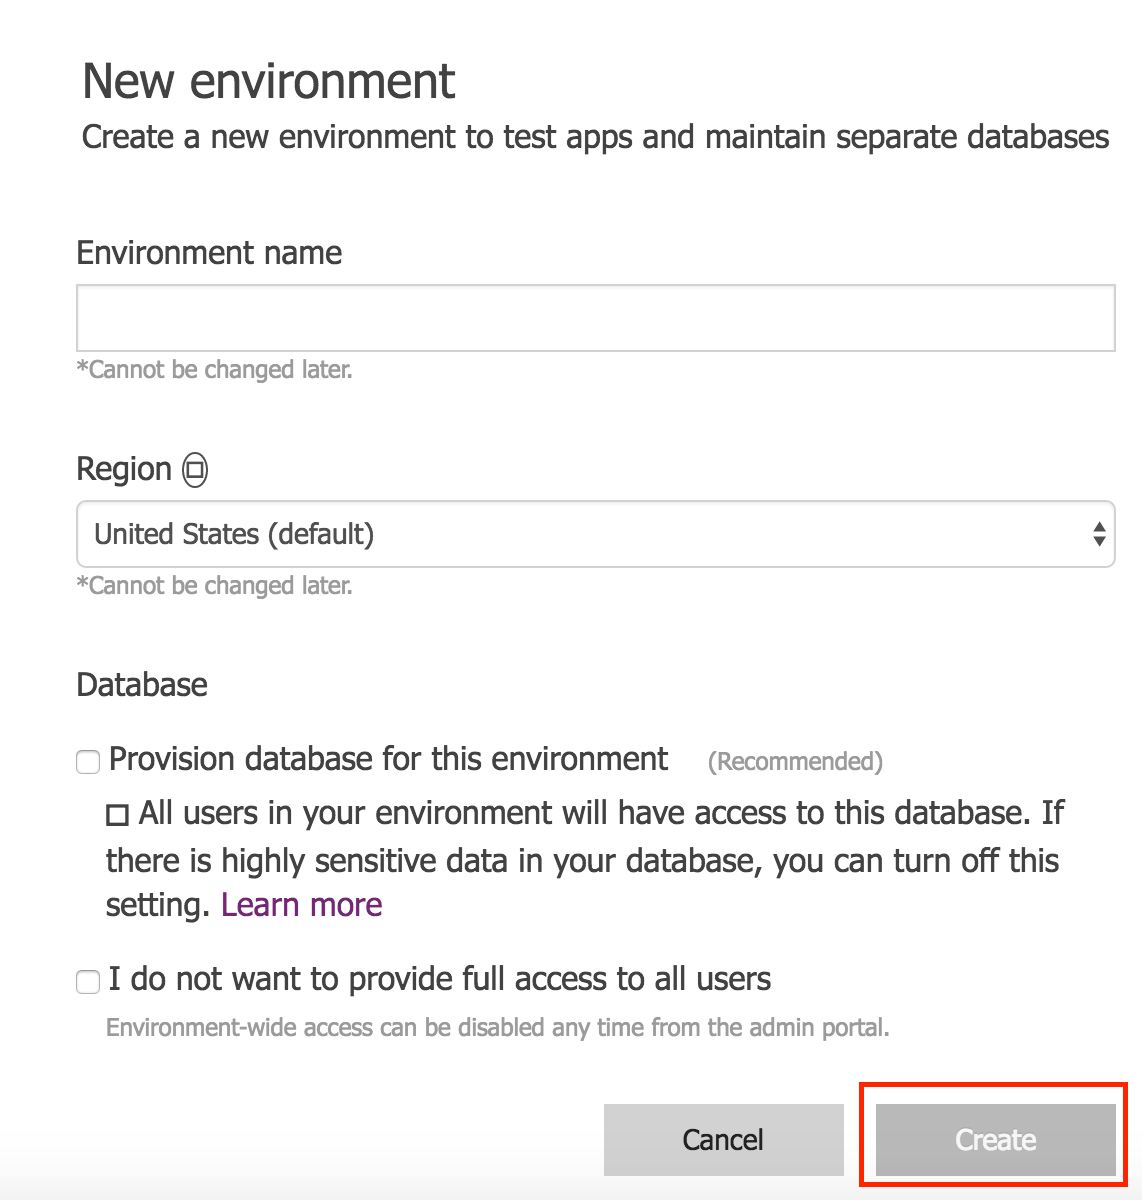 New environment
Create a new environment to test apps and maintain separate databases
Environment name
*Cannot be changed later.
Region
United States (default)
*Cannot be changed later.
Database
Provision database for this environment (Recommended)
All users in your environment will have access to this database. If
there is highly sensitive data in your database, you can turn off this
setting. Learn more
I do not want to provide full access to all users
Environment-wide access can be disabled any time from the admin portal.
Cancel Create